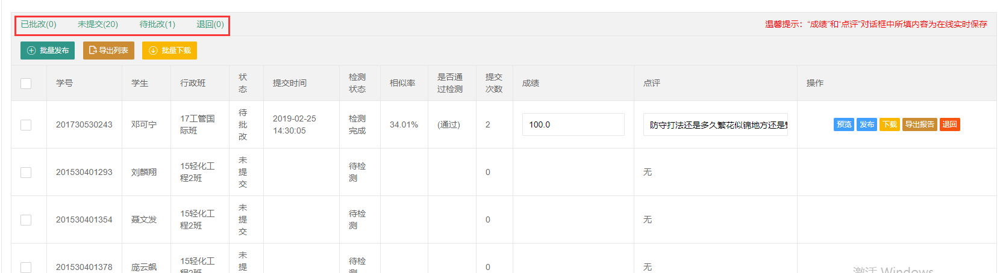 已批改(0) 未提交(20) 待批改(1) 退回(0) 温馨提示：“成绩”和“点评”对话框中所填内容为在线实时保存
批量发布 导出列表 批量下载
学号 学生 行政班 状态 提交时间 检测状态 相似率 是否通过检测 提交次数 成绩 点评 操作
201730530243 邓可宁 17工管国际班 待批改 2019-02-25 14:30:05 检测完成 34.01% (通过) 2 100.0 防守打法还是多久繁花似锦地方还是 预览 发布 下载 导出报告 退回
201530401293 刘麟翔 15轻化工程2班 未提交 待检测 0 无
201530401354 聂文发 15轻化工程2班 未提交 待检测 0 无
201530401378 庞云飙 15轻化工程2班 未提 待检测 0 无
激活 Windows